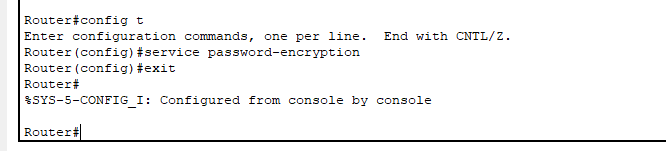 Router#config t
Enter configuration commands, one per line.  End with CNTL/Z.
Router(config)#service password-encryption
Router(config)#exit
Router#
%SYS-5-CONFIG_I: Configured from console by console
Router#